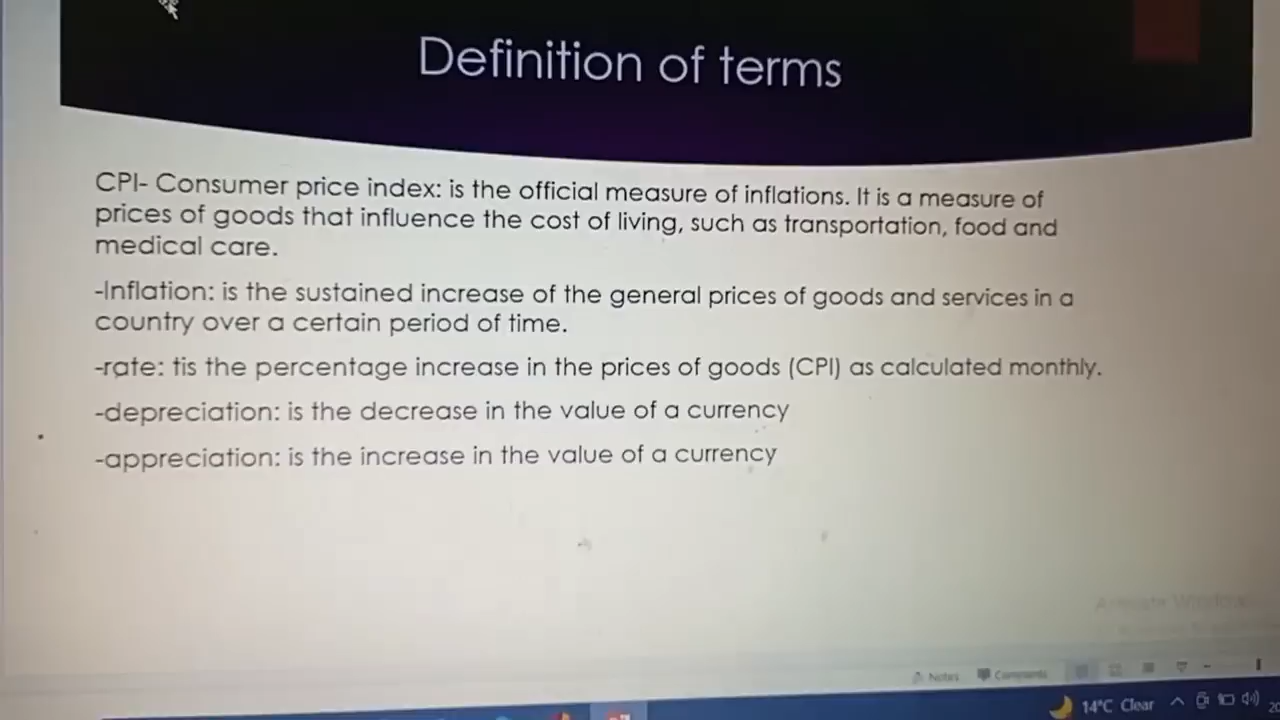 Definition of terms
CPI- Consumer price index: is the official measure of inflations. It is a measure of
prices of goods that influence the cost of living, such as transportation, food and
medical care.
-Inflation: is the sustained increase of the general prices of goods and services in a
country over a certain period of time.
-rate: tis the percentage increase in the prices of goods (CPI) as calculated monthly.
-depreciation: is the decrease in the value of a currency
-appreciation: is the increase in the value of a currency
Activate Windows
Notes Comments
14°C Clear